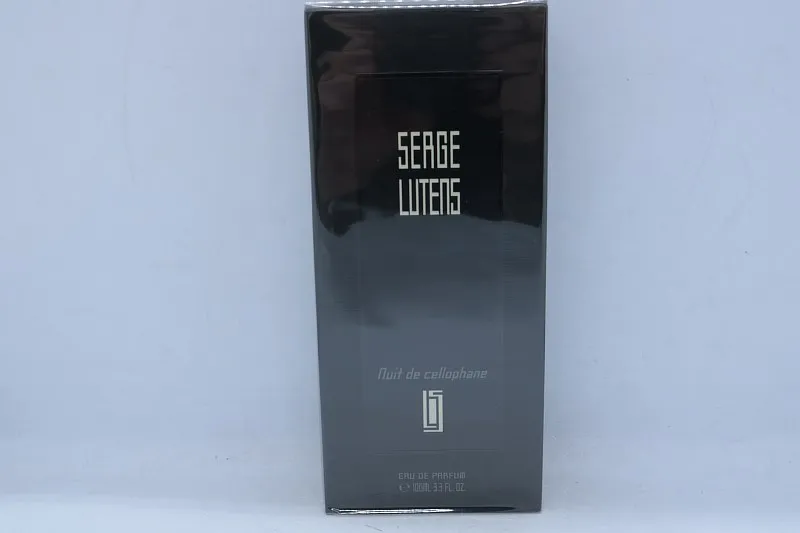 SERGE
LUTENS
Nuit de cellophane
EAU DE PARFUM
℮ 100ML 3.3 FL. OZ.